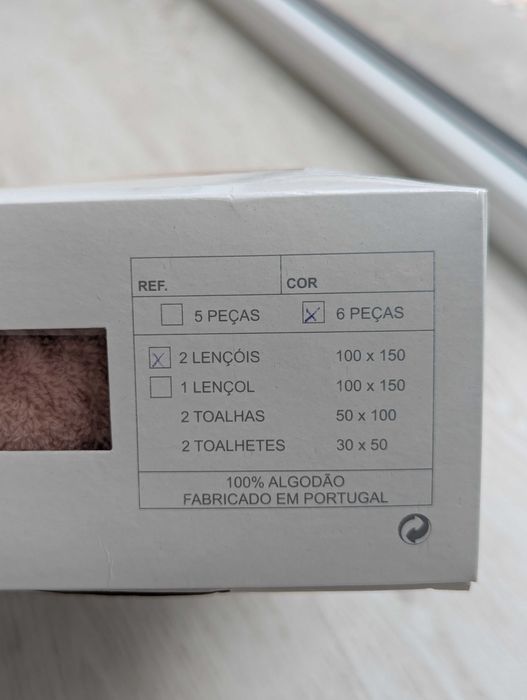 REF. COR
5 PEÇAS 6 PEÇAS
2 LENÇÓIS 100 x 150
1 LENÇOL 100 x 150
2 TOALHAS 50 x 100
2 TOALHETES 30 x 50
100% ALGODÃO
FABRICADO EM PORTUGAL